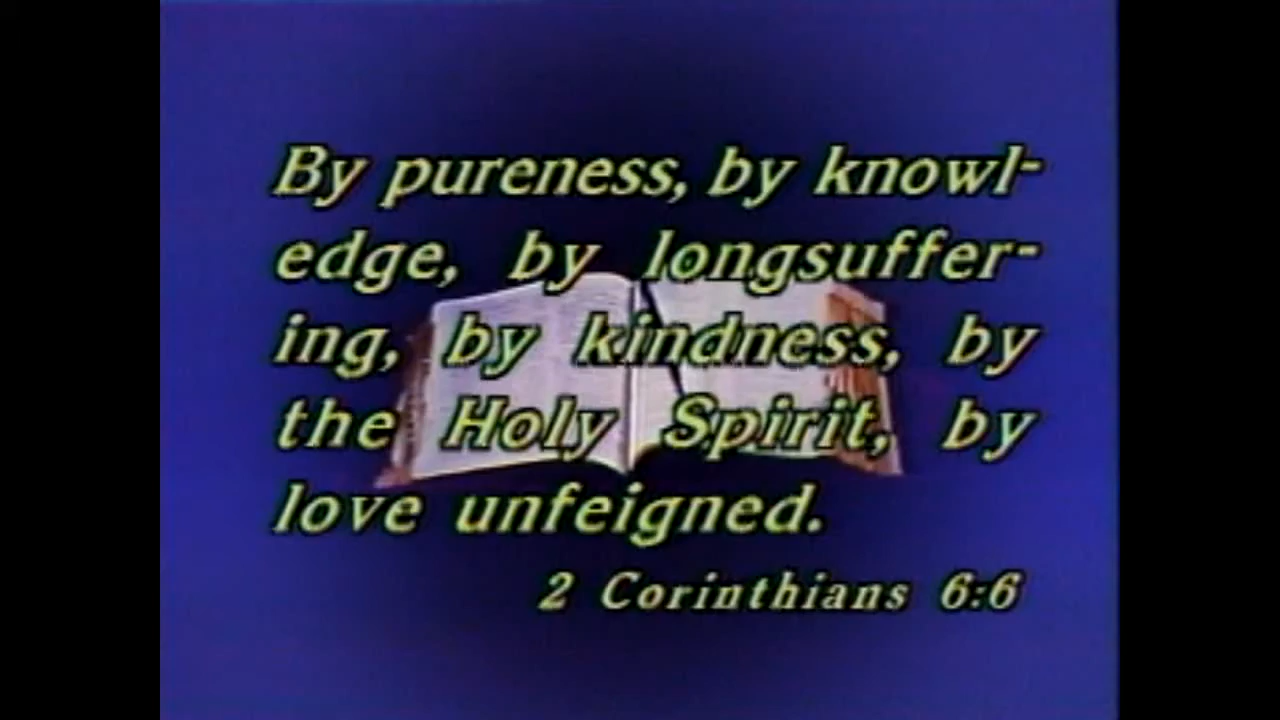 By pureness, by knowl-
edge, by longsuffer-
ing, by kindness, by
the Holy Spirit, by
love unfeigned.
2 Corinthians 6:6